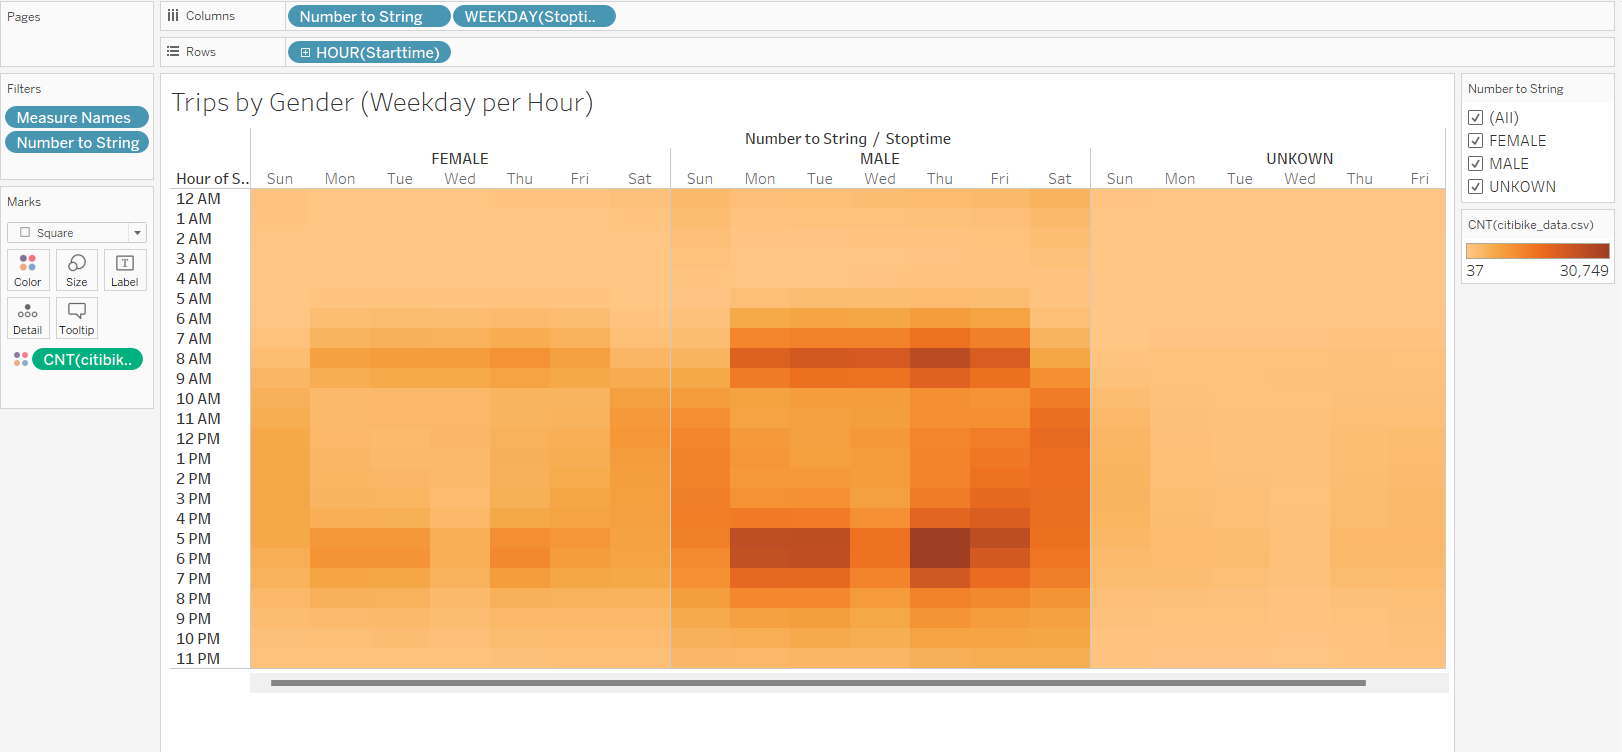 Pages
Columns
Number to String
WEEKDAY(Stopti..
Rows
HOUR(Starttime)
Filters
Measure Names
Number to String
Marks
Square
Color
Size
Label
Detail
Tooltip
CNT(citibik..
Trips by Gender (Weekday per Hour)
Number to String / Stoptime
FEMALE MALE UNKOWN
Hour of S.. Sun Mon Tue Wed Thu Fri Sat Sun Mon Tue Wed Thu Fri Sat Sun Mon Tue Wed Thu Fri
12 AM
1 AM
2 AM
3 AM
4 AM
5 AM
6 AM
7 AM
8 AM
9 AM
10 AM
11 AM
12 PM
1 PM
2 PM
3 PM
4 PM
5 PM
6 PM
7 PM
8 PM
9 PM
10 PM
11 PM
Number to String
(All)
FEMALE
MALE
UNKOWN
CNT(citibike_data.csv)
37 30,749